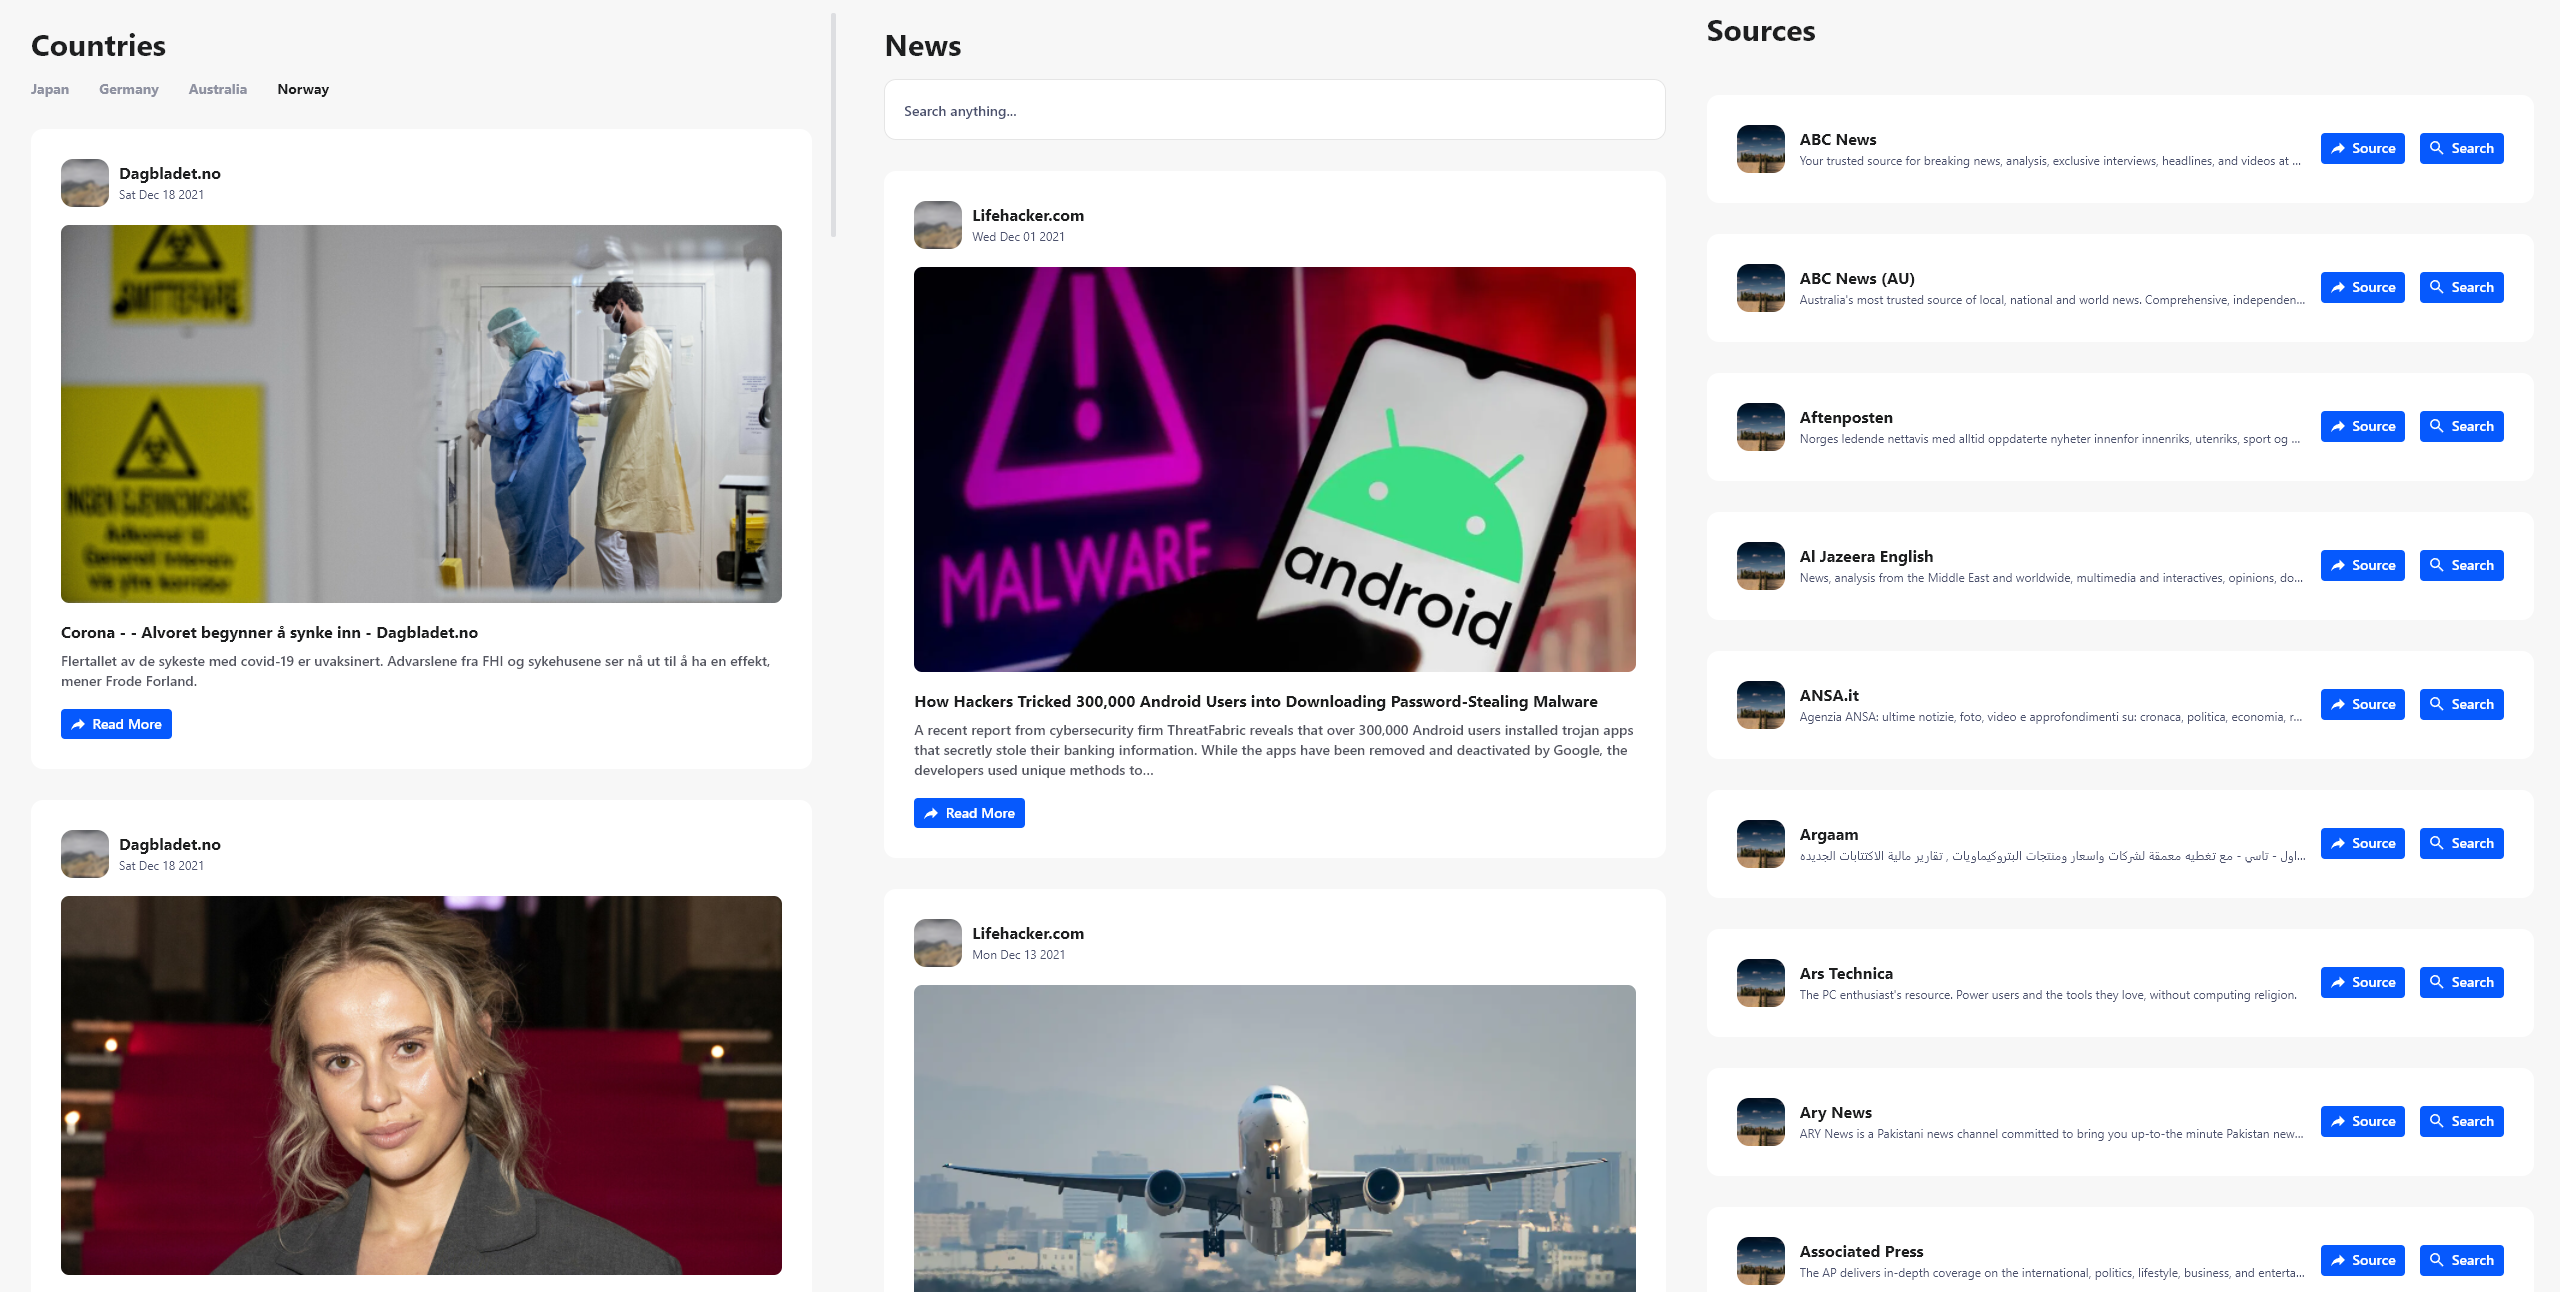 Countries
Japan Germany Australia Norway
Dagbladet.no
Sat Dec 18 2021
SMITTEFARE
INGEN GJENNOMGANG
Adkomst til
Generell Intensiv
via ytre korridor
Corona - - Alvoret begynner å synke inn - Dagbladet.no
Flertallet av de sykeste med covid-19 er uvaksinert. Advarslene fra FHI og sykehusene ser nå ut til å ha en effekt,
mener Frode Forland.
Read More
Dagbladet.no
Sat Dec 18 2021
News
Search anything...
Lifehacker.com
Wed Dec 01 2021
MALWARE
android
How Hackers Tricked 300,000 Android Users into Downloading Password-Stealing Malware
A recent report from cybersecurity firm ThreatFabric reveals that over 300,000 Android users installed trojan apps
that secretly stole their banking information. While the apps have been removed and deactivated by Google, the
developers used unique methods to...
Read More
Lifehacker.com
Mon Dec 13 2021
Sources
ABC News
Your trusted source for breaking news, analysis, exclusive interviews, headlines, and videos at ...
Source Search
ABC News (AU)
Australia's most trusted source of local, national and world news. Comprehensive, independen...
Source Search
Aftenposten
Norges ledende nettavis med alltid oppdaterte nyheter innenfor innenriks, utenriks, sport og ...
Source Search
Al Jazeera English
News, analysis from the Middle East and worldwide, multimedia and interactives, opinions, do...
Source Search
ANSA.it
Agenzia ANSA: ultime notizie, foto, video e approfondimenti su: cronaca, politica, economia, r...
Source Search
Argaam
اول - تاسي - مع تغطيه معمقة لشركات واسعار ومنتجات البتروكيماويات , تقارير مالية الاكتتابات الجديده...
Source Search
Ars Technica
The PC enthusiast's resource. Power users and the tools they love, without computing religion.
Source Search
Ary News
ARY News is a Pakistani news channel committed to bring you up-to-the minute Pakistan new...
Source Search
Associated Press
The AP delivers in-depth coverage on the international, politics, lifestyle, business, and enterta...
Source Search